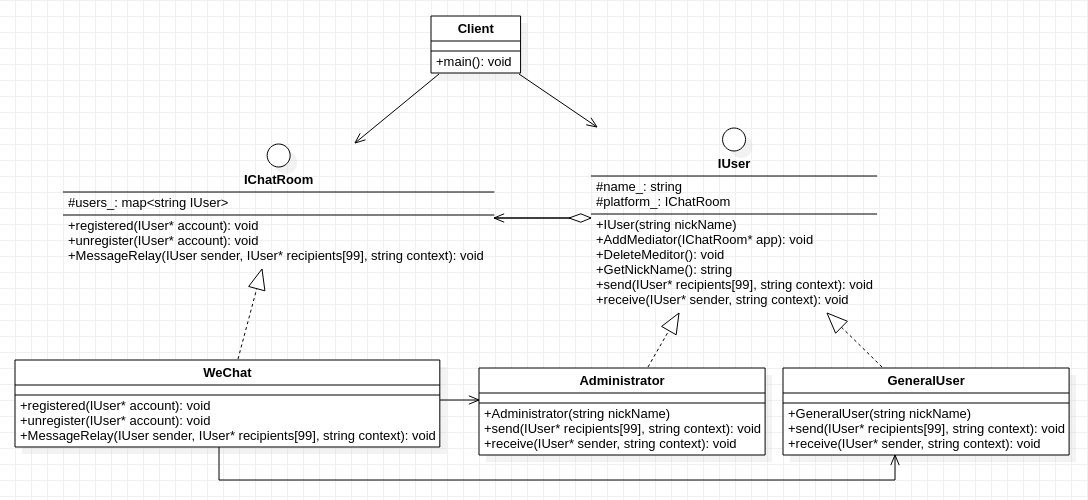 Client
+main(): void
IChatRoom
#users_: map<string IUser>
+registered(IUser* account): void
+unregister(IUser* account): void
+MessageRelay(IUser sender, IUser* recipients[99], string context): void
IUser
#name_: string
#platform_: IChatRoom
+IUser(string nickName)
+AddMediator(IChatRoom* app): void
+DeleteMeditor(): void
+GetNickName(): string
+send(IUser* recipients[99], string context): void
+receive(IUser* sender, string context): void
WeChat
+registered(IUser* account): void
+unregister(IUser* account): void
+MessageRelay(IUser sender, IUser* recipients[99], string context): void
Administrator
+Administrator(string nickName)
+send(IUser* recipients[99], string context): void
+receive(IUser* sender, string context): void
GeneralUser
+GeneralUser(string nickName)
+send(IUser* recipients[99], string context): void
+receive(IUser* sender, string context): void